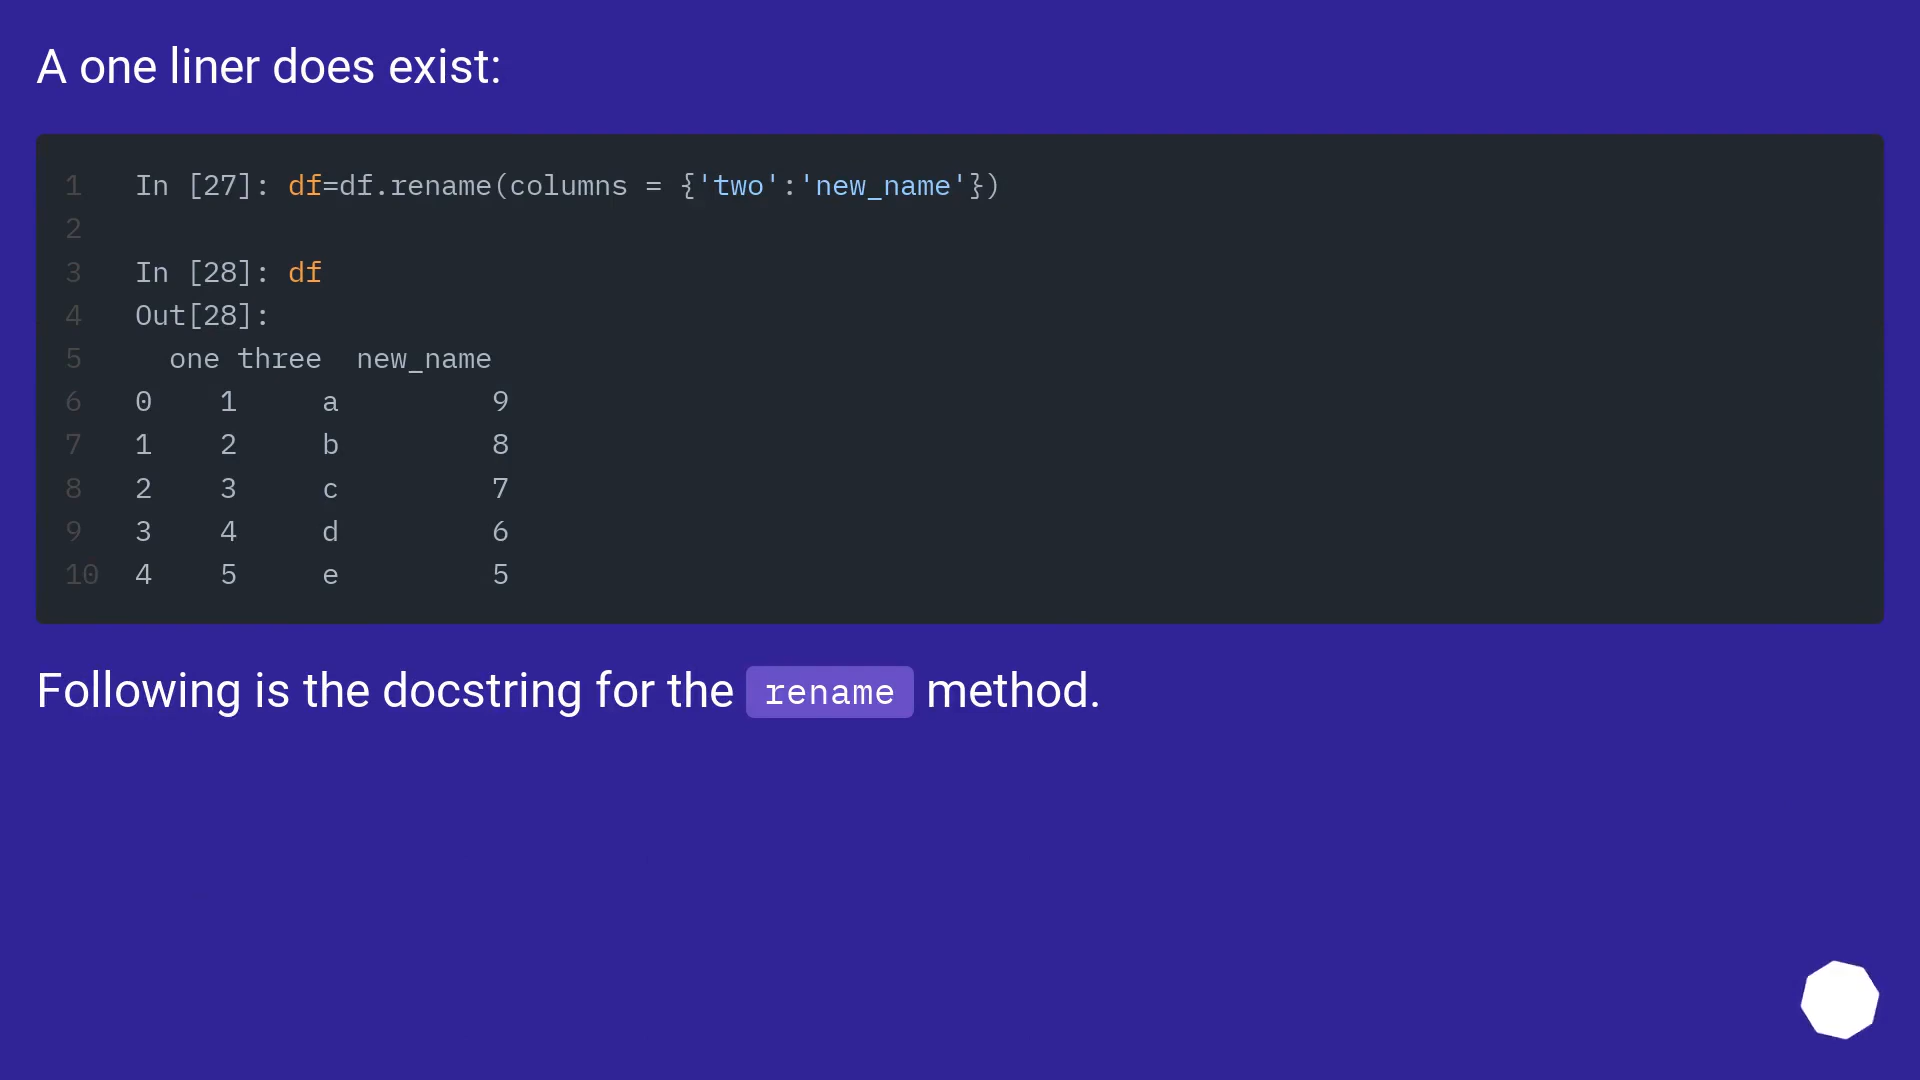 A one liner does exist:
1 In [27]: df=df.rename(columns = {'two':'new_name'})
2
3 In [28]: df
4 Out[28]:
5   one three  new_name
6 0    1     a         9
7 1    2     b         8
8 2    3     c         7
9 3    4     d         6
10 4    5     e         5
Following is the docstring for the rename method.